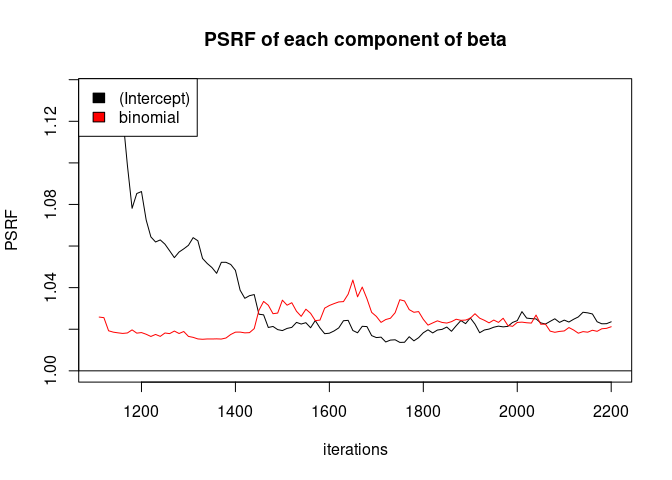 PSRF of each component of beta
(Intercept)
binomial
PSRF
1.12
1.08
1.04
1.00
1200 1400 1600 1800 2000 2200
iterations